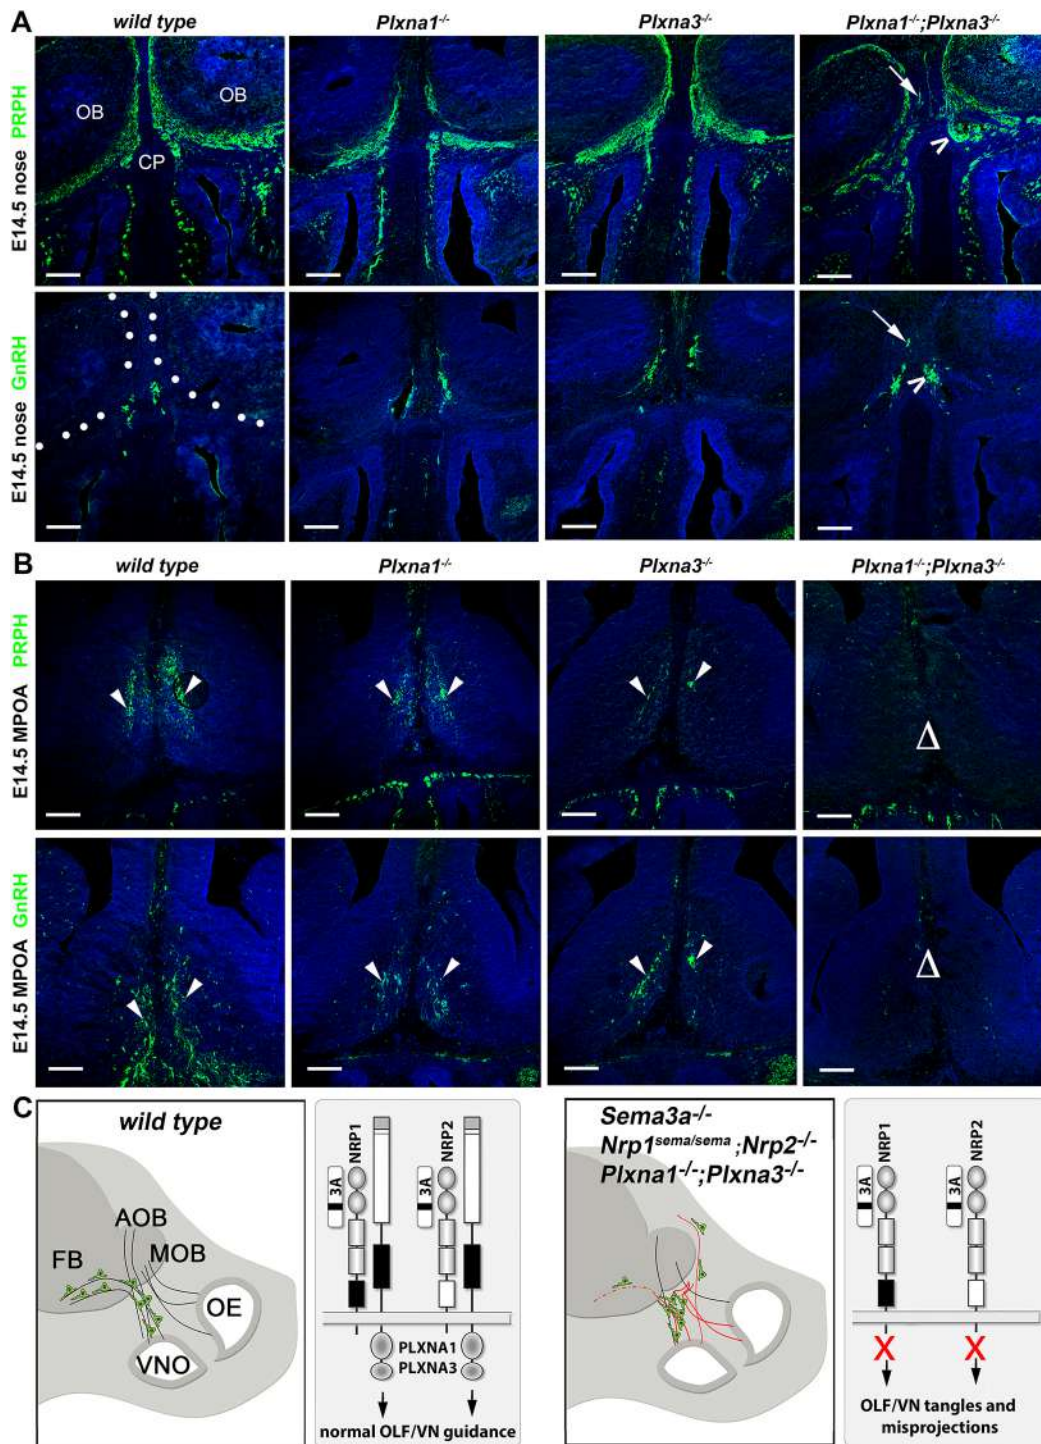 A
wild type
Plxna1-/-
Plxna3-/-
Plxna1-/-;Plxna3-/-
E14.5 nose PRPH
OB
OB
CP
E14.5 nose GnRH
B
wild type
Plxna1-/-
Plxna3-/-
Plxna1-/-;Plxna3-/-
E14.5 MPOA PRPH
Δ
E14.5 MPOA GnRH
Δ
C
wild type
AOB
FB
MOB
OE
VNO
NRP1
NRP2
3A
3A
PLXNA1
PLXNA3
normal OLF/VN guidance
Sema3a-/-
Nrp1sema/sema;Nrp2-/-
Plxna1-/-;Plxna3-/-
NRP1
NRP2
3A
3A
X
X
OLF/VN tangles and
misprojections